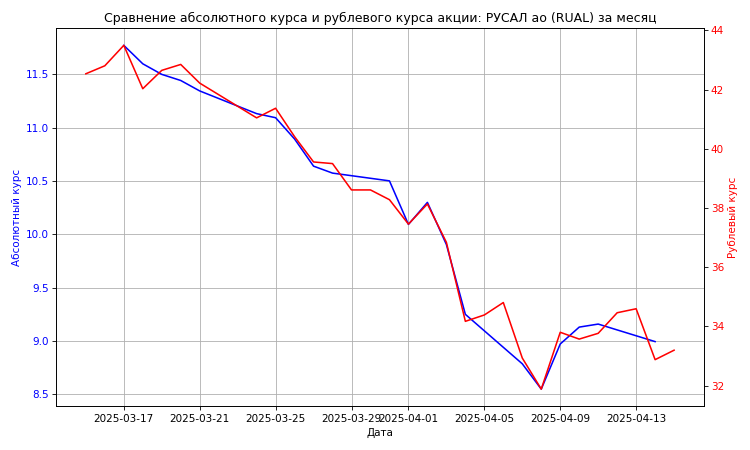 Сравнение абсолютного курса и рублевого курса акции: РУСАЛ ао (RUAL) за месяц
44
11.5
42
11.0
40
10.5
38
10.0
36
9.5
34
9.0
32
8.5
Абсолютный курс
Рублевый курс
2025-03-17 2025-03-21 2025-03-25 2025-03-29 2025-04-01 2025-04-05 2025-04-09 2025-04-13
Дата